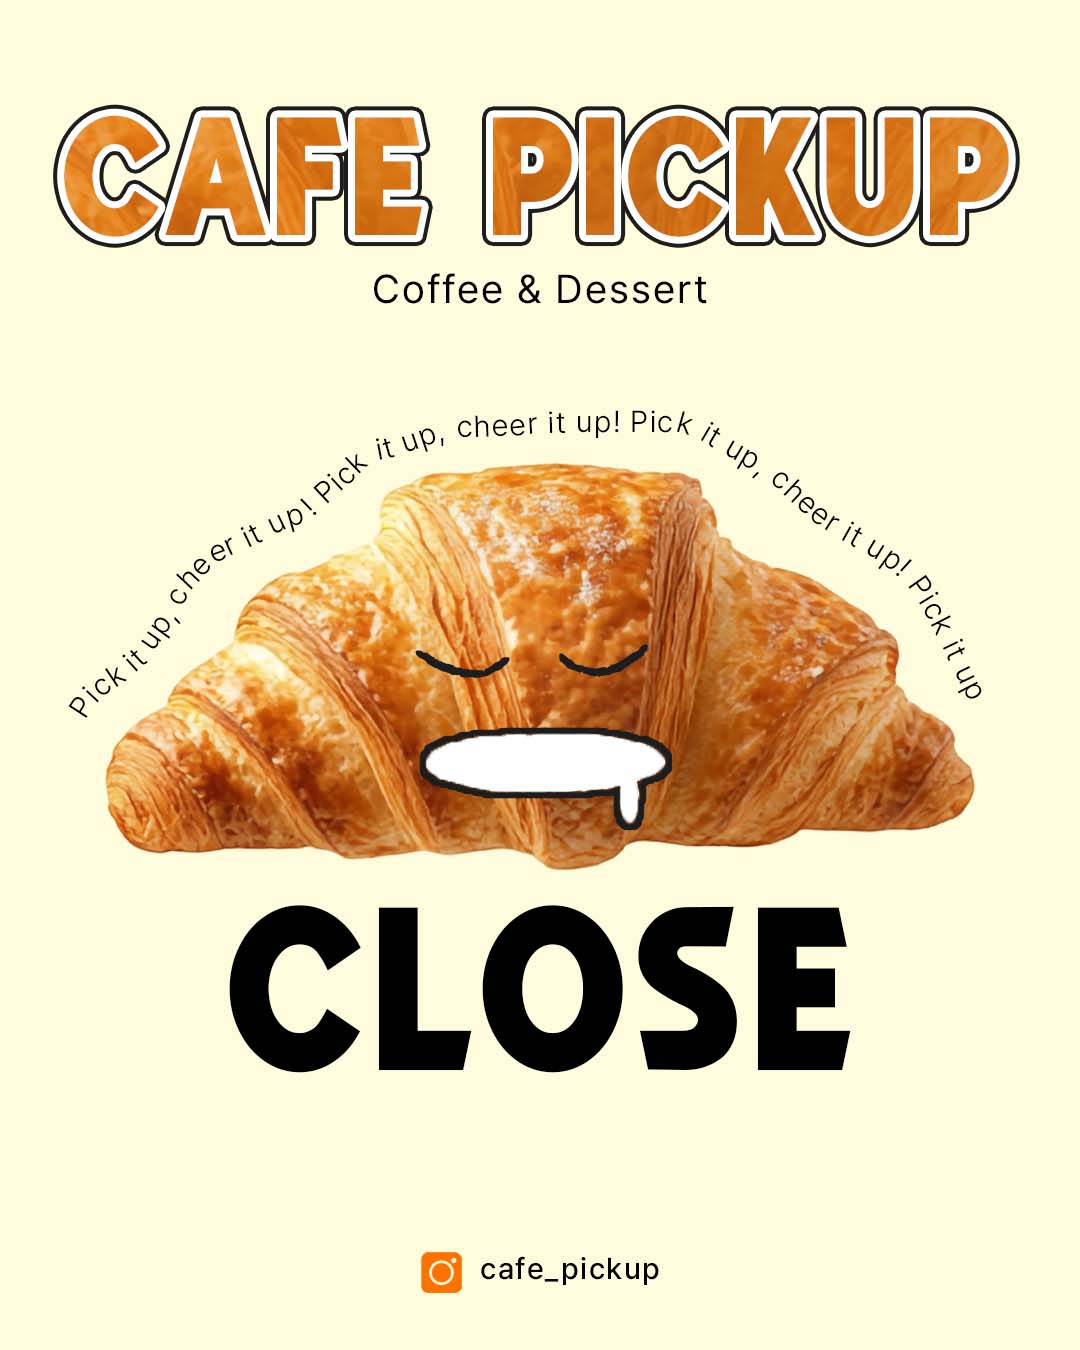 CAFE PICKUP
Coffee & Dessert
Pick it up, cheer it up! Pick it up, cheer it up! Pick it up, cheer it up! Pick it up
CLOSE
cafe_pickup